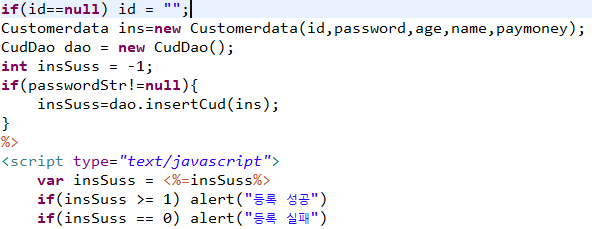 if(id==null) id = "";
Customerdata ins=new Customerdata(id,password,age,name,paymoney);
CudDao dao = new CudDao();
int insSuss = -1;
if(passwordStr!=null){
    insSuss=dao.insertCud(ins);
}
%>
<script type="text/javascript">
    var insSuss = <%=insSuss%>
    if(insSuss >= 1) alert("등록 성공")
    if(insSuss == 0) alert("등록 실패")